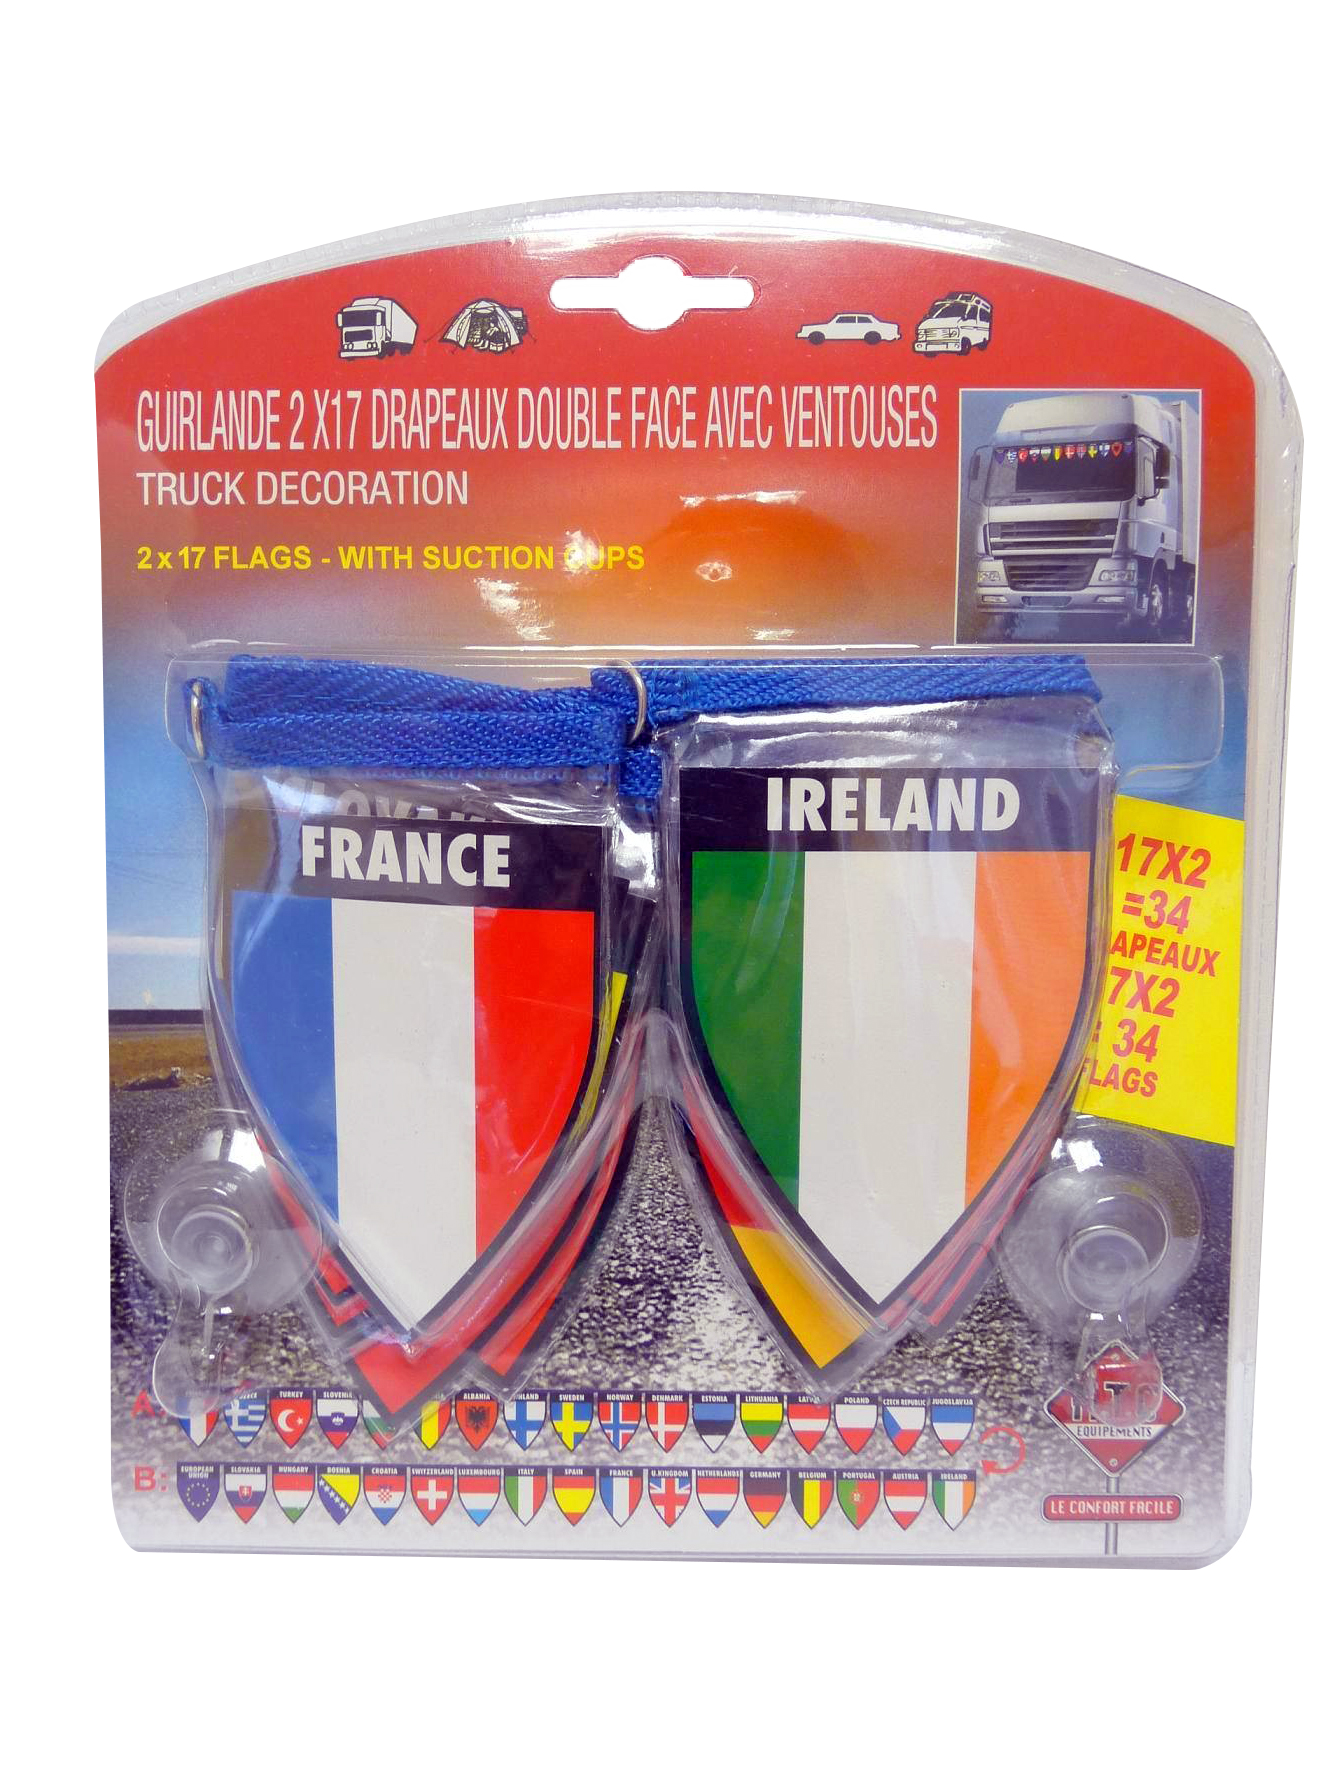 GUIRLANDE 2 X17 DRAPEAUX DOUBLE FACE AVEC VENTOUSES
TRUCK DECORATION
2 x 17 FLAGS - WITH SUCTION CUPS
FRANCE
IRELAND
17X2
=34
APEAUX
7X2
= 34
FLAGS
A:
TURKEY SLOVENIA ALBANIA SWEDEN NORWAY DENMARK ESTONIA LITHUANIA POLAND CZECH REPUBLIC JUGOSLAVIJA
B:
EUROPEAN UNION SLOVAKIA HUNGARY BOSNIA CROATIA SWITZERLAND LUXEMBOURG ITALY SPAIN FRANCE U.KINGDOM NETHERLANDS GERMANY BELGIUM PORTUGAL AUSTRIA IRELAND
EQUIPEMENTS
LE CONFORT FACILE